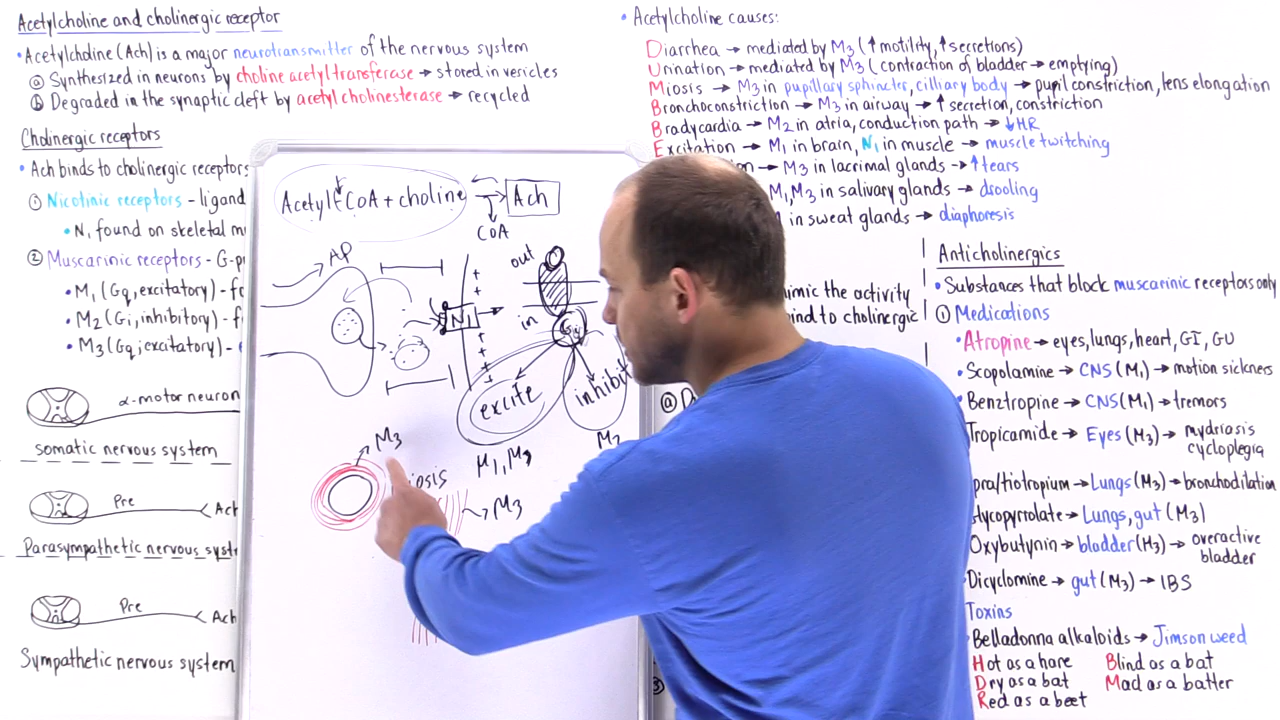 Acetylcholine and cholinergic receptor
•Acetylcholine (Ach) is a major neurotransmitter of the nervous system
ⓐ Synthesized in neurons by choline acetyltransferase → stored in vericles
ⓑ Degraded in the synaptic cleft by acetyl cholinesterase → recycled
Cholinergic receptors
• Ach binds to cholinergic receptors
① Nicotinic receptors - ligand
• N₁ found on skeletal m
② Muscarinic receptors - G-p
• M₁ (Gq, excitatory) - f
• M₂ (Gi, inhibitory) - f
• M₃ (Gq, excitatory) -
α-motor neuron
somatic nervous system
Pre
Ach
Parasympathetic nervous syst
Pre
Ach
Sympathetic nervous system
Acetyl CoA + choline → Ach
CoA
AP
out
N1
in
excite
inhibit
M₁, M₃
M₂
M₃
iosis
→ M₃
• Acetylcholine causes:
Diarrhea → mediated by M₃ (↑ motility, ↑ secretions)
Urination → mediated by M₃ (contraction of bladder → emptying)
Miosis → M₃ in pupillary sphincter, cilliary body → pupil constriction, lens elongation
Bronchoconstriction → M₃ in airway → ↑ secretion, constriction
Bradycardia → M₂ in atria, conduction path → ↓HR
Excitation → M₁ in brain, N₁ in muscle → muscle twitching
n → M₃ in lacrimal glands → ↑ tears
M₁, M₃ in salivary glands → drooling
in sweat glands → diaphoresis
mimic the activity
bind to cholinergic
ⓐ D
③
Anticholinergics
• Substances that block muscarinic receptors only
① Medications
• Atropine → eyes, lungs, heart, GI, GU
• Scopolamine → CNS (M₁) → motion sickness
• Benztropine → CNS (M₁) → tremors
Tropicamide → Eyes (M₃) → mydriasis
cycloplegia
pra/tiotropium → Lungs (M₃) → bronchodilation
lycopyrrolate → Lungs, gut (M₃)
Oxybutynin → bladder (M₃) → overactive
bladder
Dicyclomine → gut (M₃) → IBS
Toxins
Belladonna alkaloids → Jimson weed
Hot as a hare
Blind as a bat
Dry as a bat
Mad as a batter
Red as a beet